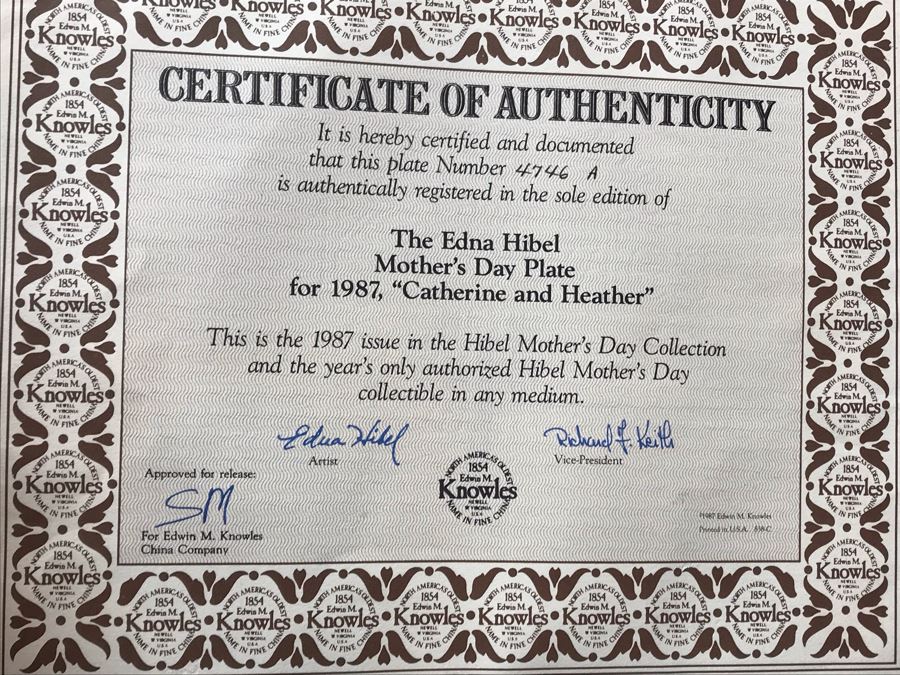 CERTIFICATE OF AUTHENTICITY
It is hereby certified and documented
that this plate Number 4746 A
is authentically registered in the sole edition of
The Edna Hibel
Mother's Day Plate
for 1987, "Catherine and Heather"
This is the 1987 issue in the Hibel Mother's Day Collection
and the year's only authorized Hibel Mother's Day
collectible in any medium.
Edna Hibel
Artist
Richard F. Keith
Vice-President
Approved for release:
SM
For Edwin M. Knowles
China Company
NORTH AMERICA'S OLDEST
1854
Edwin M.
Knowles
NEWELL
W VIRGINIA
U.S.A.
NAME IN FINE CHINA
1987 Edwin M. Knowles
Printed in U.S.A.